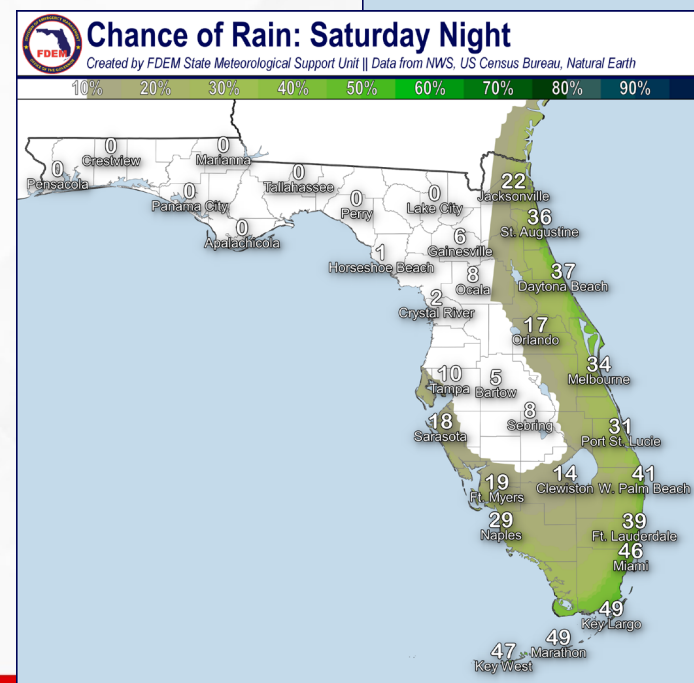 Chance of Rain: Saturday Night
FDEM
Created by FDEM State Meteorological Support Unit || Data from NWS, US Census Bureau, Natural Earth
10% 20% 30% 40% 50% 60% 70% 80% 90%
0
Crestview
0
Marianna
0
Pensacola
0
Tallahassee
22
Jacksonville
0
Panama City
0
Perry
0
Lake City
36
St. Augustine
0
Apalachicola
6
Gainesville
1
Horseshoe Beach
8
Ocala
37
Daytona Beach
2
Crystal River
17
Orlando
34
Melbourne
10
Tampa
5
Bartow
8
Sebring
18
Sarasota
31
Port St. Lucie
19
Ft. Myers
14
Clewiston
41
W. Palm Beach
29
Naples
39
Ft. Lauderdale
46
Miami
49
Key Largo
49
Marathon
47
Key West